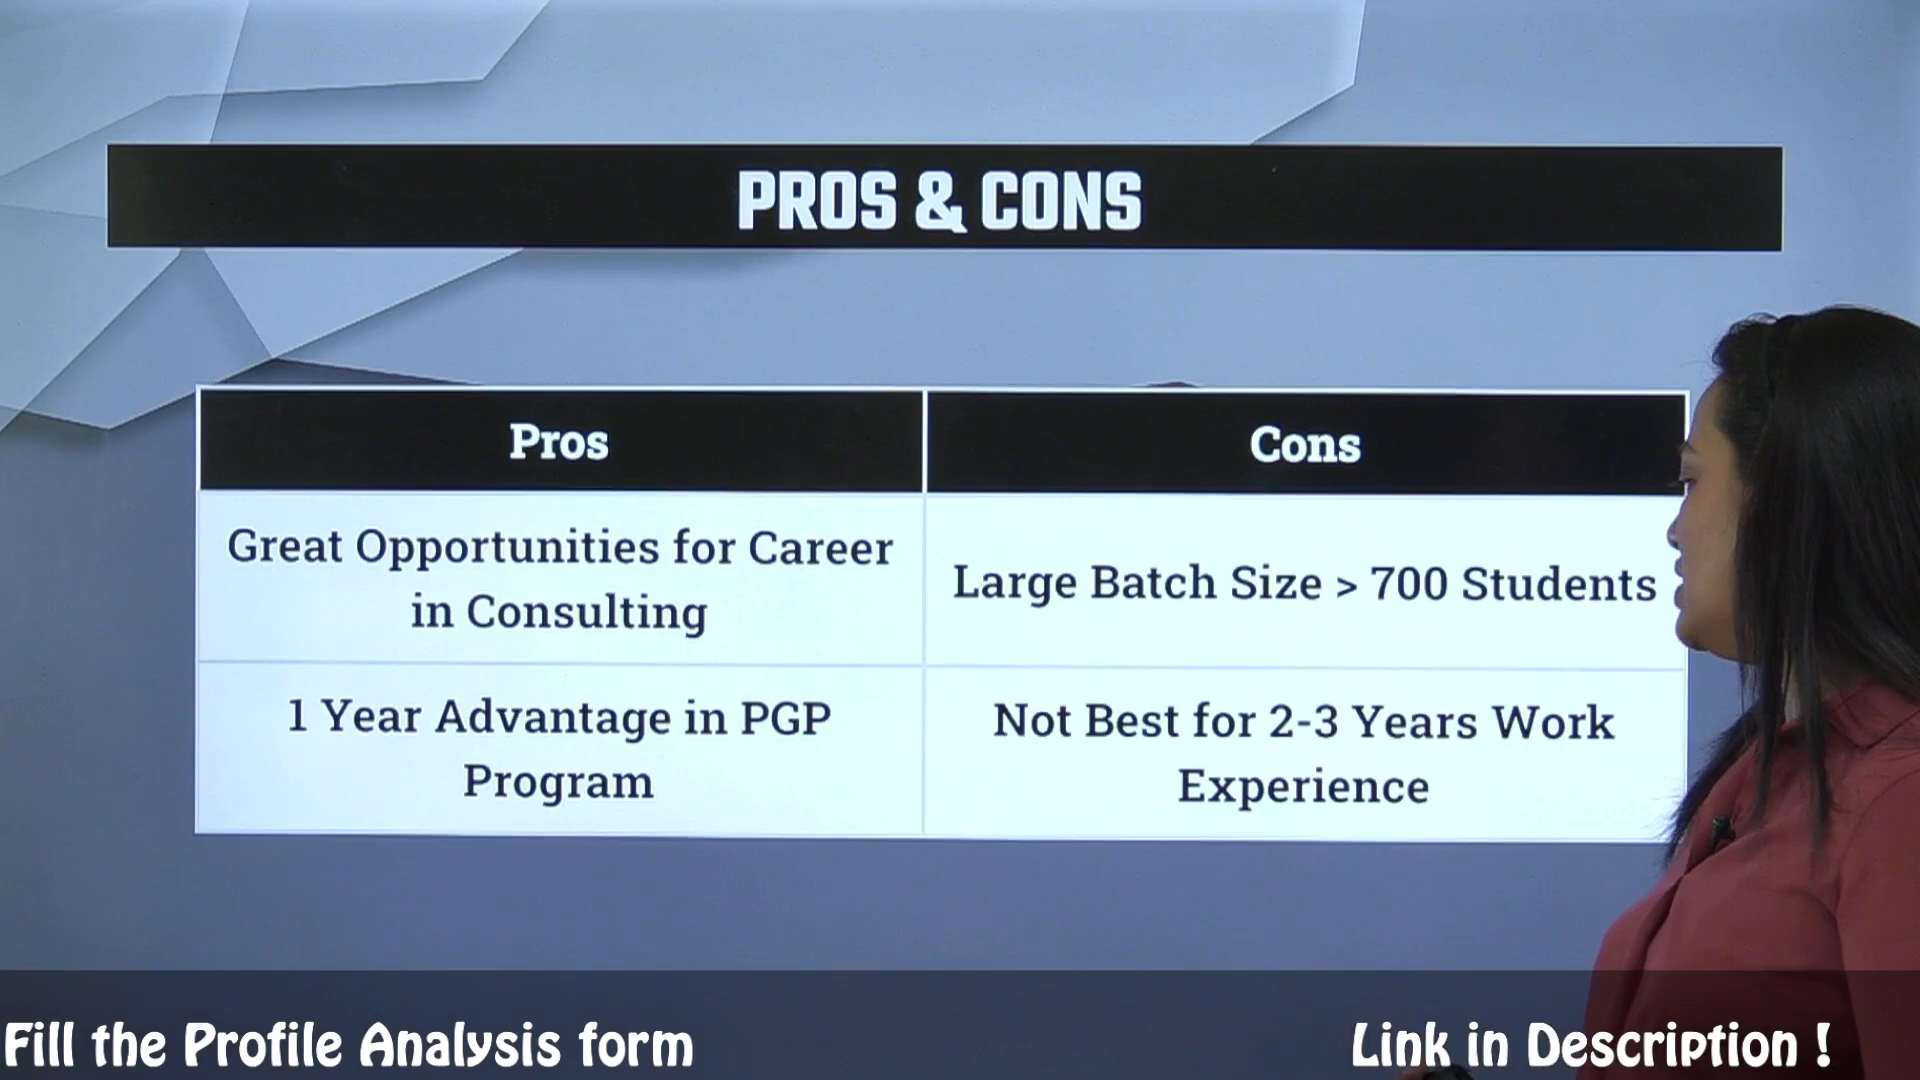 PROS & CONS
Pros
Cons
Great Opportunities for Career
in Consulting
Large Batch Size > 700 Students
1 Year Advantage in PGP
Program
Not Best for 2-3 Years Work
Experience
Fill the Profile Analysis form
Link in Description !